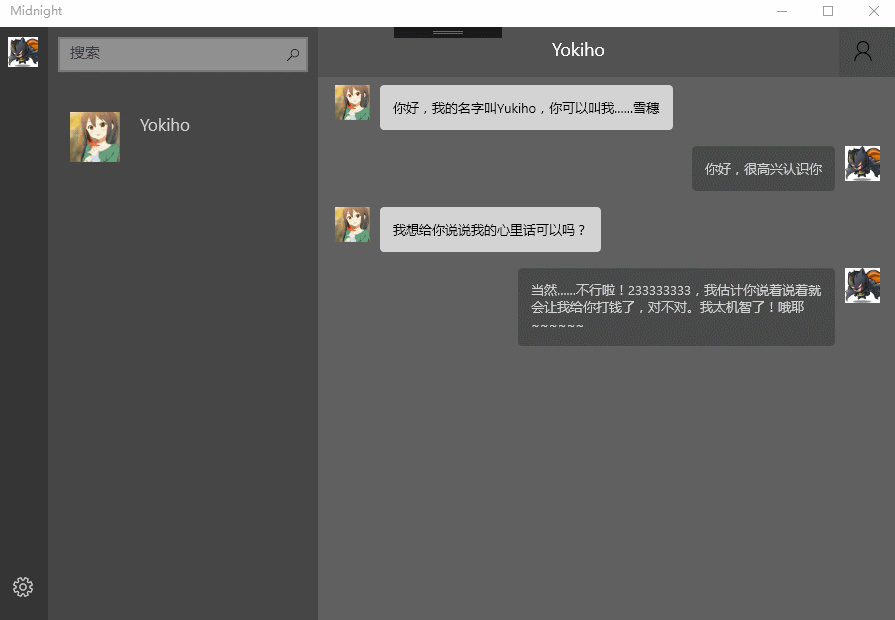 Midnight
搜索
Yokiho
Yokiho
你好，我的名字叫Yukiho，你可以叫我......雪穗
你好，很高兴认识你
我想给你说说我的心里话可以吗？
当然......不行啦！233333333，我估计你说着说着就
会让我给你打钱了，对不对。我太机智了！哦耶
~~~~~~